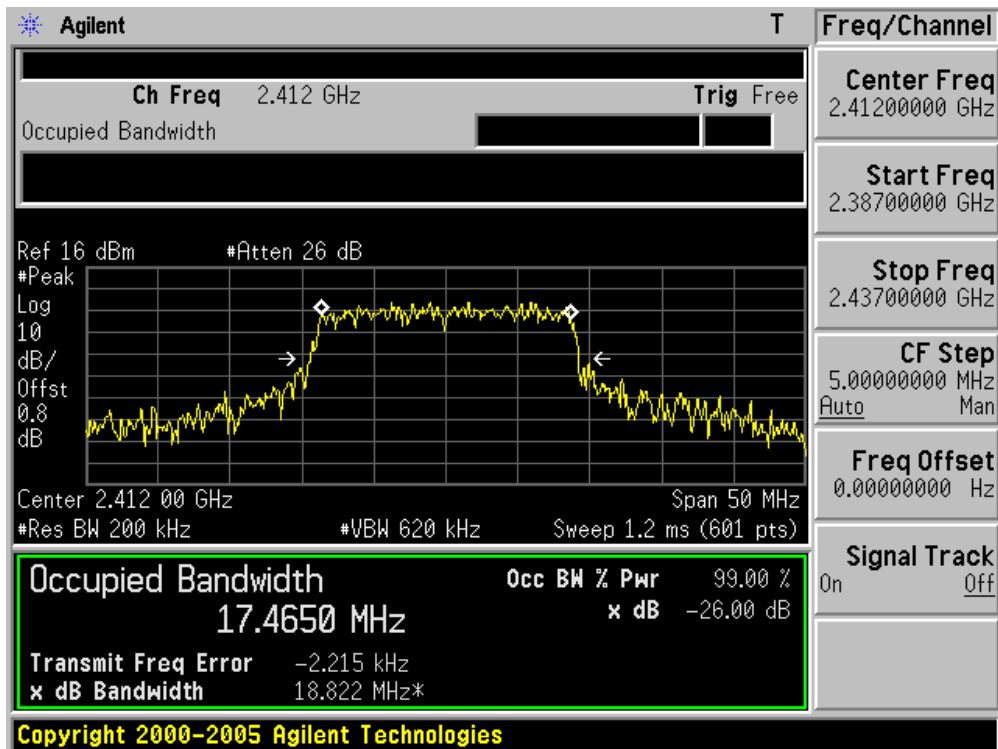 Agilent T
Ch Freq 2.412 GHz Trig Free
Occupied Bandwidth
Ref 16 dBm #Atten 26 dB
#Peak
Log
10
dB/
Offst
0.8
dB
Center 2.412 00 GHz Span 50 MHz
#Res BW 200 kHz #VBW 620 kHz Sweep 1.2 ms (601 pts)
Occupied Bandwidth Occ BW % Pwr 99.00 %
17.4650 MHz x dB -26.00 dB
Transmit Freq Error -2.215 kHz
x dB Bandwidth 18.822 MHz*
Copyright 2000-2005 Agilent Technologies
Freq/Channel
Center Freq
2.41200000 GHz
Start Freq
2.38700000 GHz
Stop Freq
2.43700000 GHz
CF Step
5.00000000 MHz
Auto Man
Freq Offset
0.00000000 Hz
Signal Track
On Off